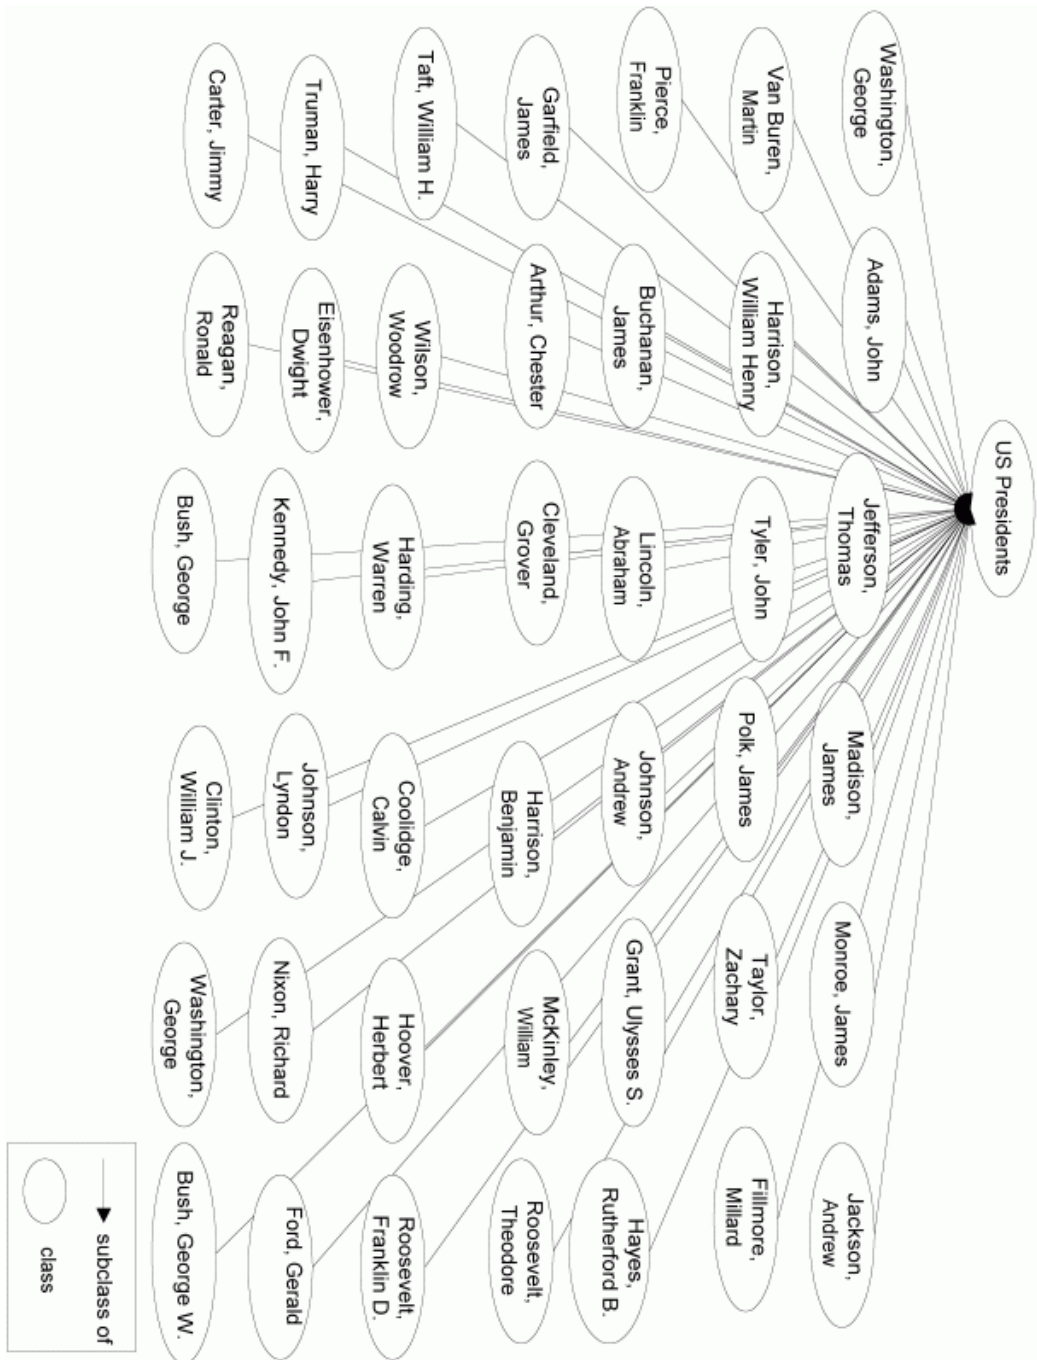 US Presidents
Washington,
George
Adams, John
Jefferson,
Thomas
Madison,
James
Monroe, James
Jackson,
Andrew
Van Buren,
Martin
Harrison,
William Henry
Tyler, John
Polk, James
Taylor,
Zachary
Fillmore,
Millard
Pierce,
Franklin
Buchanan,
James
Lincoln,
Abraham
Johnson,
Andrew
Grant, Ulysses S.
Hayes,
Rutherford B.
Garfield,
James
Arthur, Chester
Cleveland,
Grover
Harrison,
Benjamin
McKinley,
William
Roosevelt,
Theodore
Taft, William H.
Wilson,
Woodrow
Harding,
Warren
Coolidge,
Calvin
Hoover,
Herbert
Roosevelt,
Franklin D.
Truman, Harry
Eisenhower,
Dwight
Kennedy, John F.
Johnson,
Lyndon
Nixon, Richard
Ford, Gerald
Carter, Jimmy
Reagan,
Ronald
Bush, George
Clinton,
William J.
Washington,
George
Bush, George W.
subclass of
class